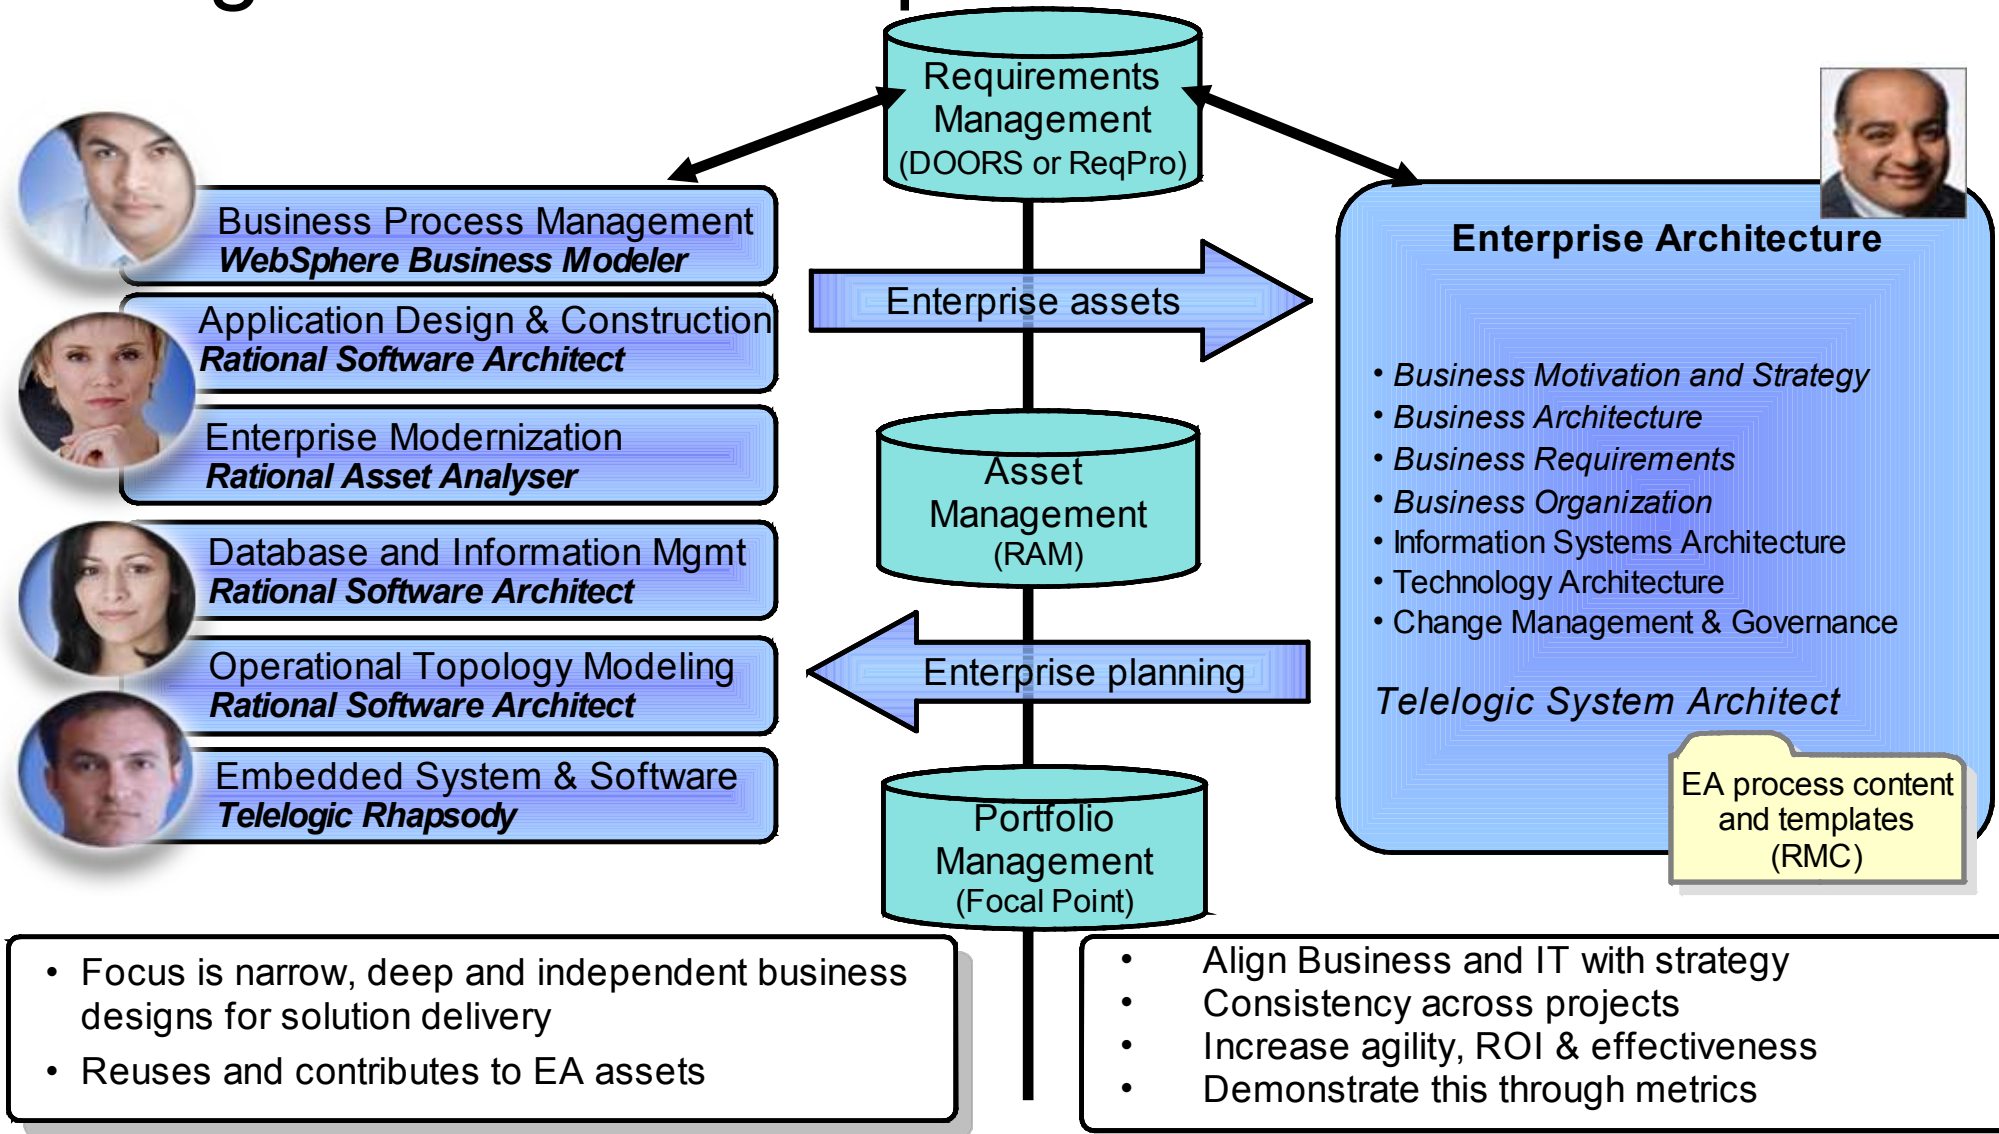 Requirements
Management
(DOORS or ReqPro)
Business Process Management
WebSphere Business Modeler
Application Design & Construction
Rational Software Architect
Enterprise Modernization
Rational Asset Analyser
Database and Information Mgmt
Rational Software Architect
Operational Topology Modeling
Rational Software Architect
Embedded System & Software
Telelogic Rhapsody
Enterprise assets
Asset
Management
(RAM)
Enterprise planning
Portfolio
Management
(Focal Point)
Enterprise Architecture
• Business Motivation and Strategy
• Business Architecture
• Business Requirements
• Business Organization
• Information Systems Architecture
• Technology Architecture
• Change Management & Governance
Telelogic System Architect
EA process content
and templates
(RMC)
• Focus is narrow, deep and independent business
designs for solution delivery
• Reuses and contributes to EA assets
• Align Business and IT with strategy
• Consistency across projects
• Increase agility, ROI & effectiveness
• Demonstrate this through metrics